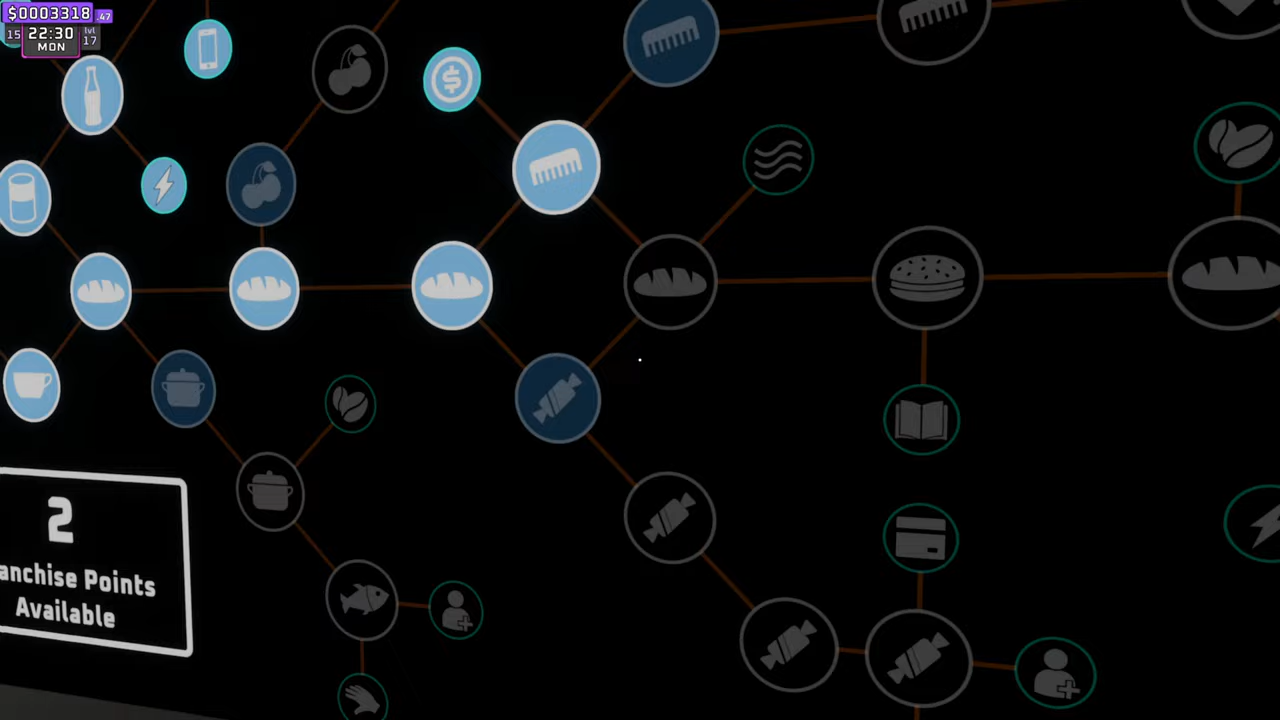 $0003318.47
15 22:30 lvl 17
MON
2
anchise Points
Available